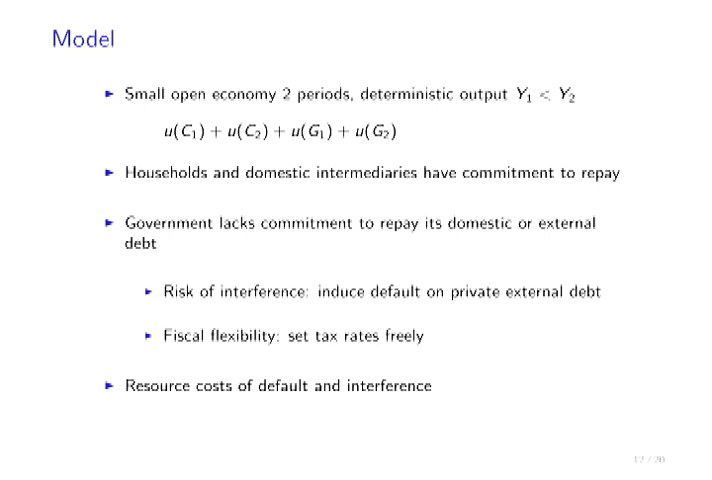 Model
▶ Small open economy 2 periods, deterministic output Y₁ < Y₂
u(C₁) + u(C₂) + u(G₁) + u(G₂)
▶ Households and domestic intermediaries have commitment to repay
▶ Government lacks commitment to repay its domestic or external
debt
▶ Risk of interference: induce default on private external debt
▶ Fiscal flexibility: set tax rates freely
▶ Resource costs of default and interference
12 / 20